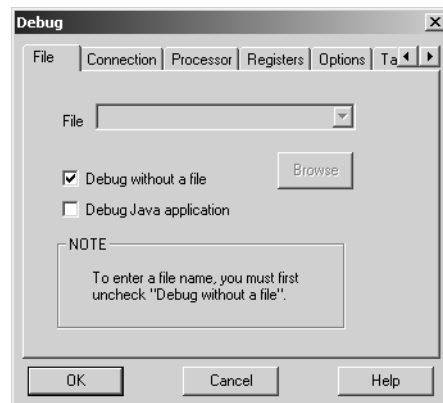 Debug
File Connection Processor Registers Options Ta
File
Debug without a file
Browse
Debug Java application
NOTE
To enter a file name, you must first
uncheck "Debug without a file".
OK Cancel Help